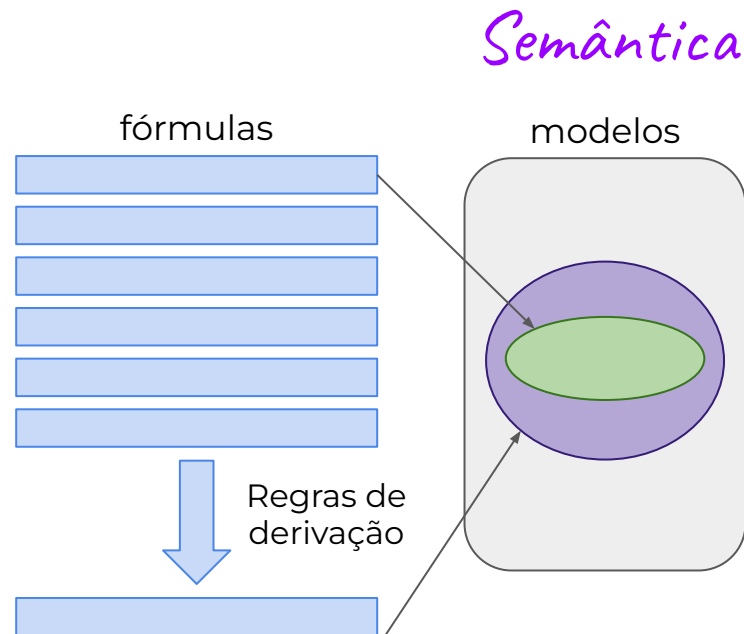 Semântica
fórmulas
modelos
Regras de
derivação